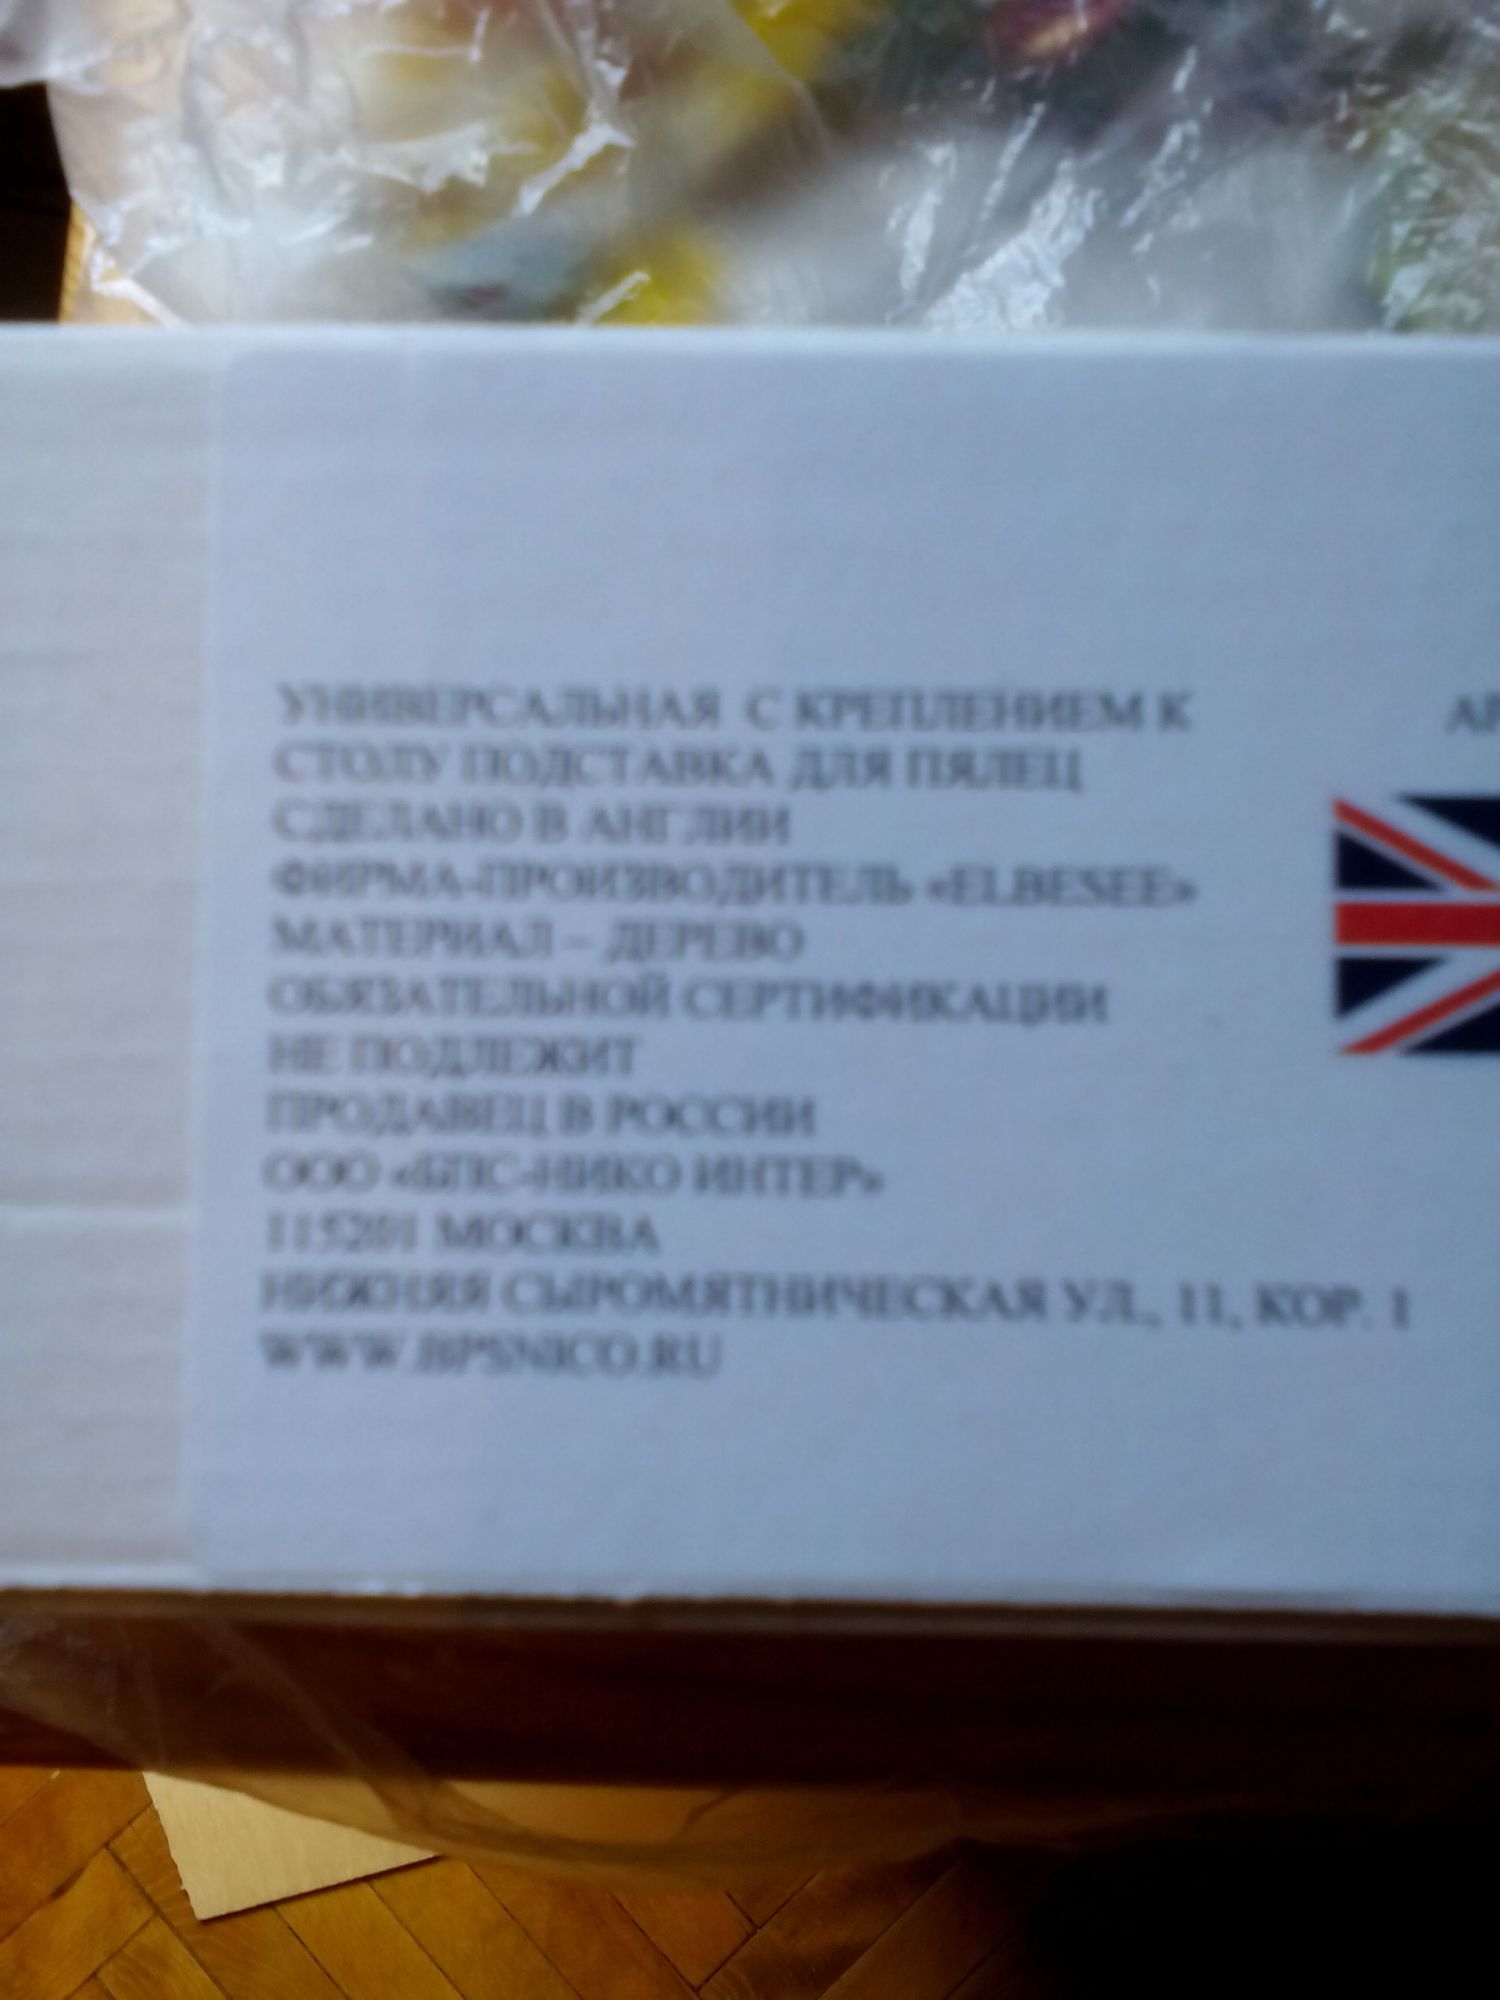 УНИВЕРСАЛЬНАЯ С КРЕПЛЕНИЕМ К
СТОЛУ ПОДСТАВКА ДЛЯ ПЯЛЕЦ
СДЕЛАНО В АНГЛИИ
ФИРМА-ПРОИЗВОДИТЕЛЬ «ELBESEE»
МАТЕРИАЛ – ДЕРЕВО
ОБЯЗАТЕЛЬНОЙ СЕРТИФИКАЦИИ
НЕ ПОДЛЕЖИТ
ПРОДАВЕЦ В РОССИИ
ООО «БПС-НИКО ИНТЕР»
115201 МОСКВА
НИЖНЯЯ СЫРОМЯТНИЧЕСКАЯ УЛ., 11, КОР. 1
WWW.BPSNICO.RU